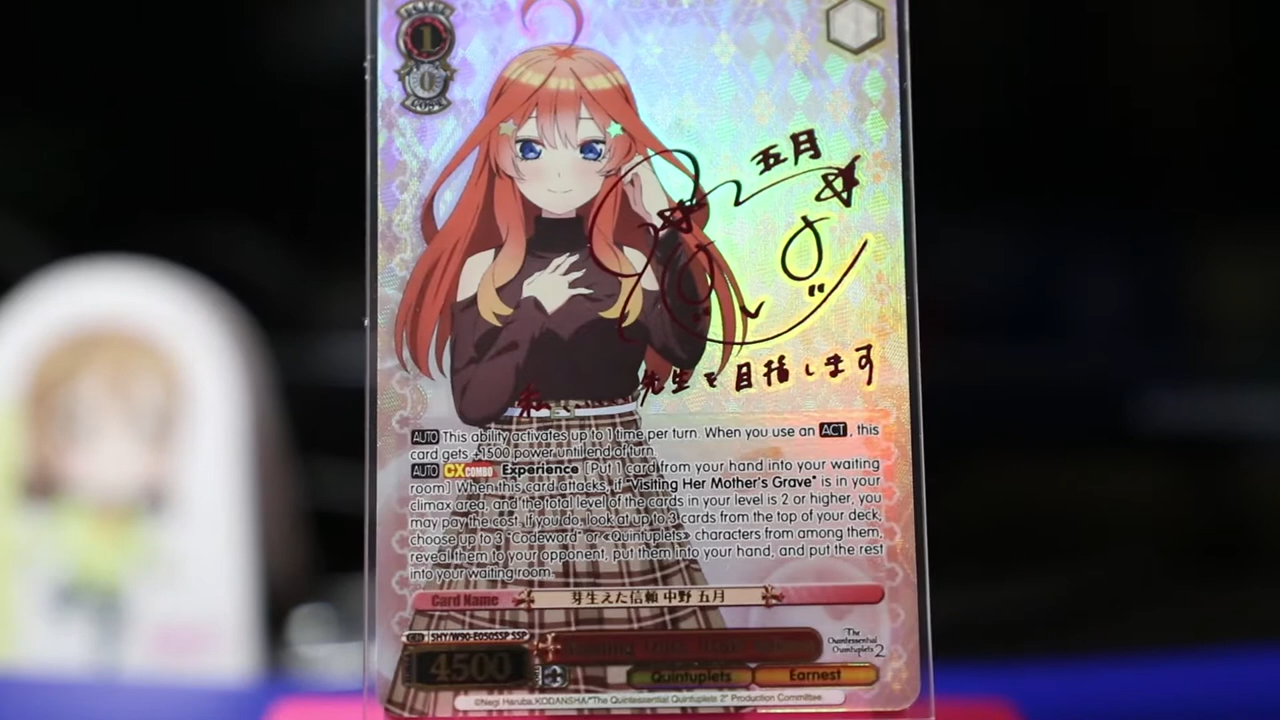 1
0
COST
五月
私
先生を目指します
AUTO This ability activates up to 1 time per turn. When you use an ACT, this
card gets +1500 power until end of turn.
AUTO CX COMBO Experience [Put 1 card from your hand into your waiting
room] When this card attacks, if "Visiting Her Mother's Grave" is in your
climax area, and the total level of the cards in your level is 2 or higher, you
may pay the cost. If you do, look at up to 3 cards from the top of your deck,
choose up to 3 "Codeword" or «Quintuplets» characters from among them,
reveal them to your opponent, put them into your hand, and put the rest
into your waiting room.
Card Name
芽生えた信頼 中野 五月
5HY/W90-E050SSP SSP
4500
The Quintessential Quintuplets 2
Quintuplets
Earnest
©Negi Haruba,KODANSHA/"The Quintessential Quintuplets 2" Production Committee.